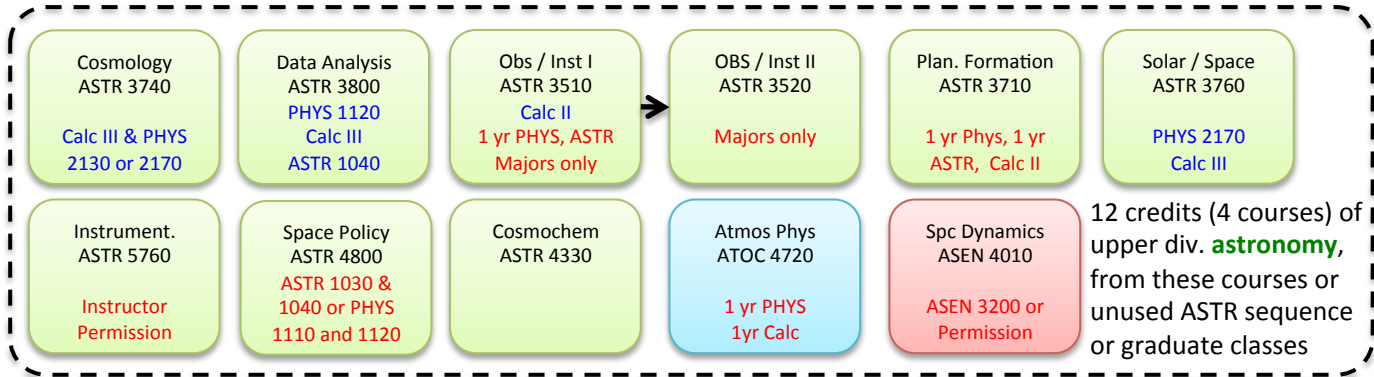 Cosmology
ASTR 3740
Calc III & PHYS
2130 or 2170
Data Analysis
ASTR 3800
PHYS 1120
Calc III
ASTR 1040
Obs / Inst I
ASTR 3510
Calc II
1 yr PHYS, ASTR
Majors only
OBS / Inst II
ASTR 3520
Majors only
Plan. Formation
ASTR 3710
1 yr Phys, 1 yr
ASTR, Calc II
Solar / Space
ASTR 3760
PHYS 2170
Calc III
Instrument.
ASTR 5760
Instructor
Permission
Space Policy
ASTR 4800
ASTR 1030 &
1040 or PHYS
1110 and 1120
Cosmochem
ASTR 4330
Atmos Phys
ATOC 4720
1 yr PHYS
1yr Calc
Spc Dynamics
ASEN 4010
ASEN 3200 or
Permission
12 credits (4 courses) of
upper div. astronomy,
from these courses or
unused ASTR sequence
or graduate classes